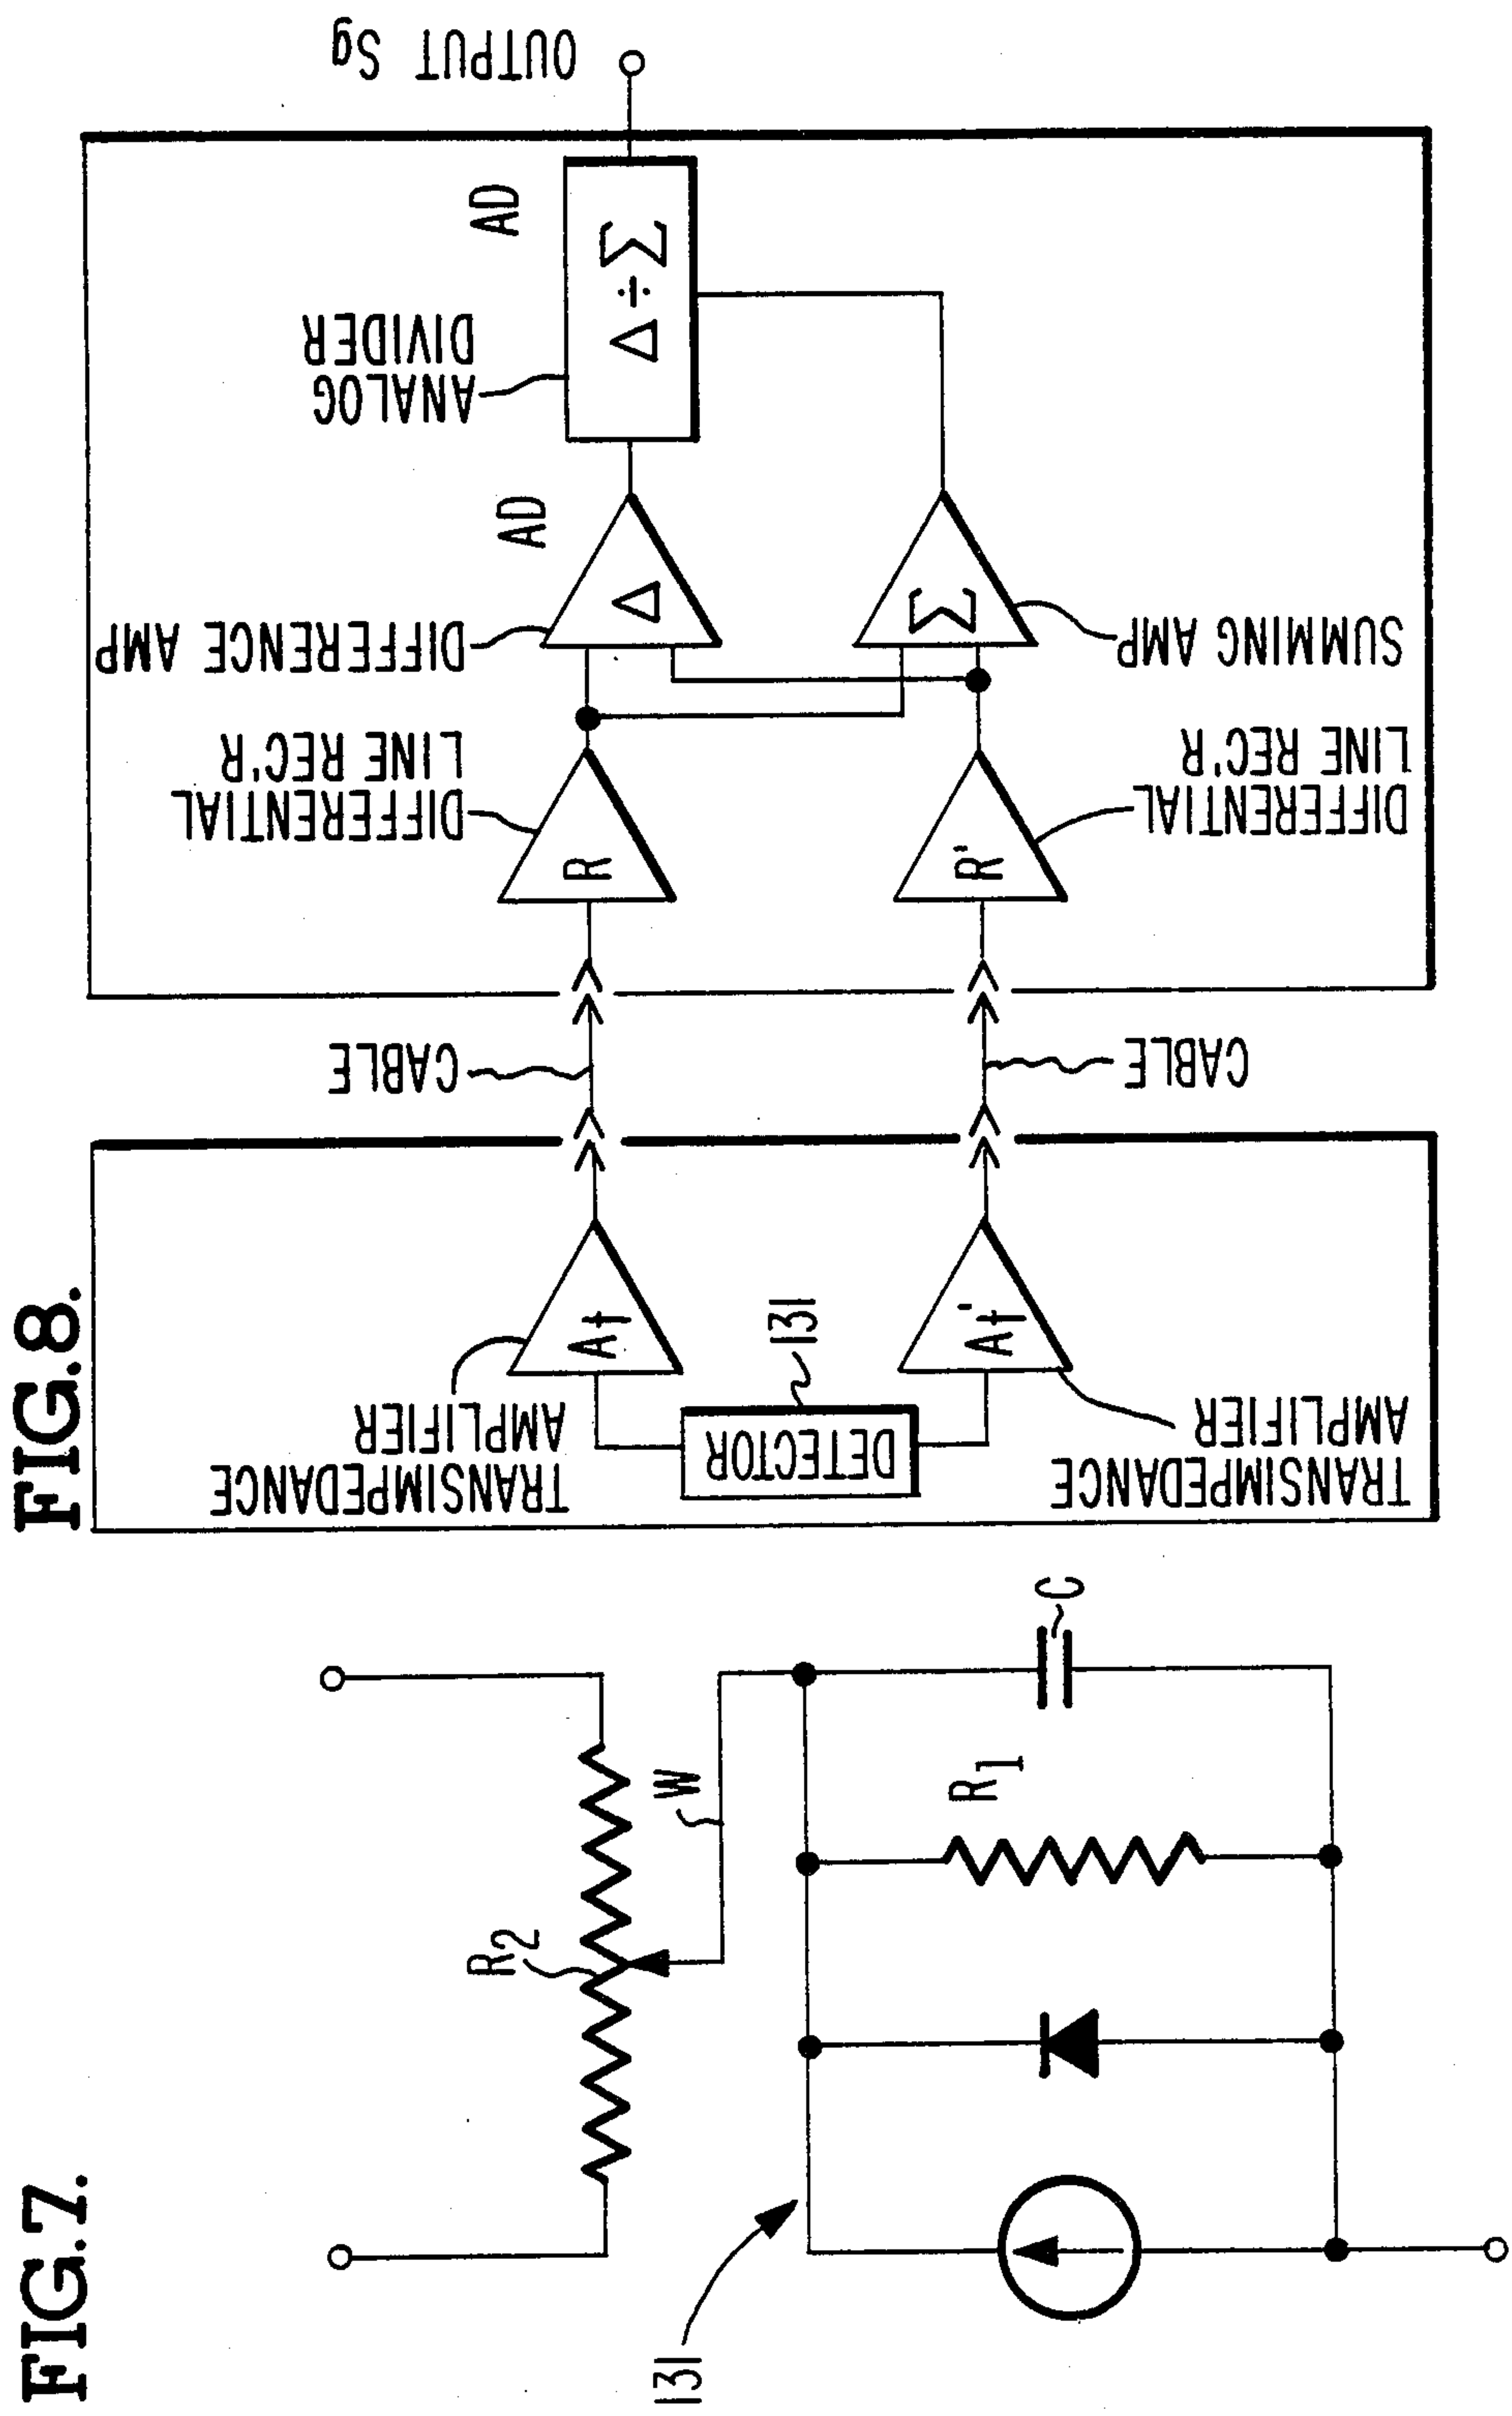 FIG.7.
131
R2
W
R1
C
FIG.8.
TRANSIMPEDANCE
AMPLIFIER
At
DETECTOR
131
At'
TRANSIMPEDANCE
AMPLIFIER
CABLE
CABLE
DIFFERENTIAL
LINE REC'R
R
R'
DIFFERENTIAL
LINE REC'R
DIFFERENCE AMP
Δ
AD
Σ
SUMMING AMP
ANALOG
DIVIDER
Δ÷Σ
AD
OUTPUT Sg